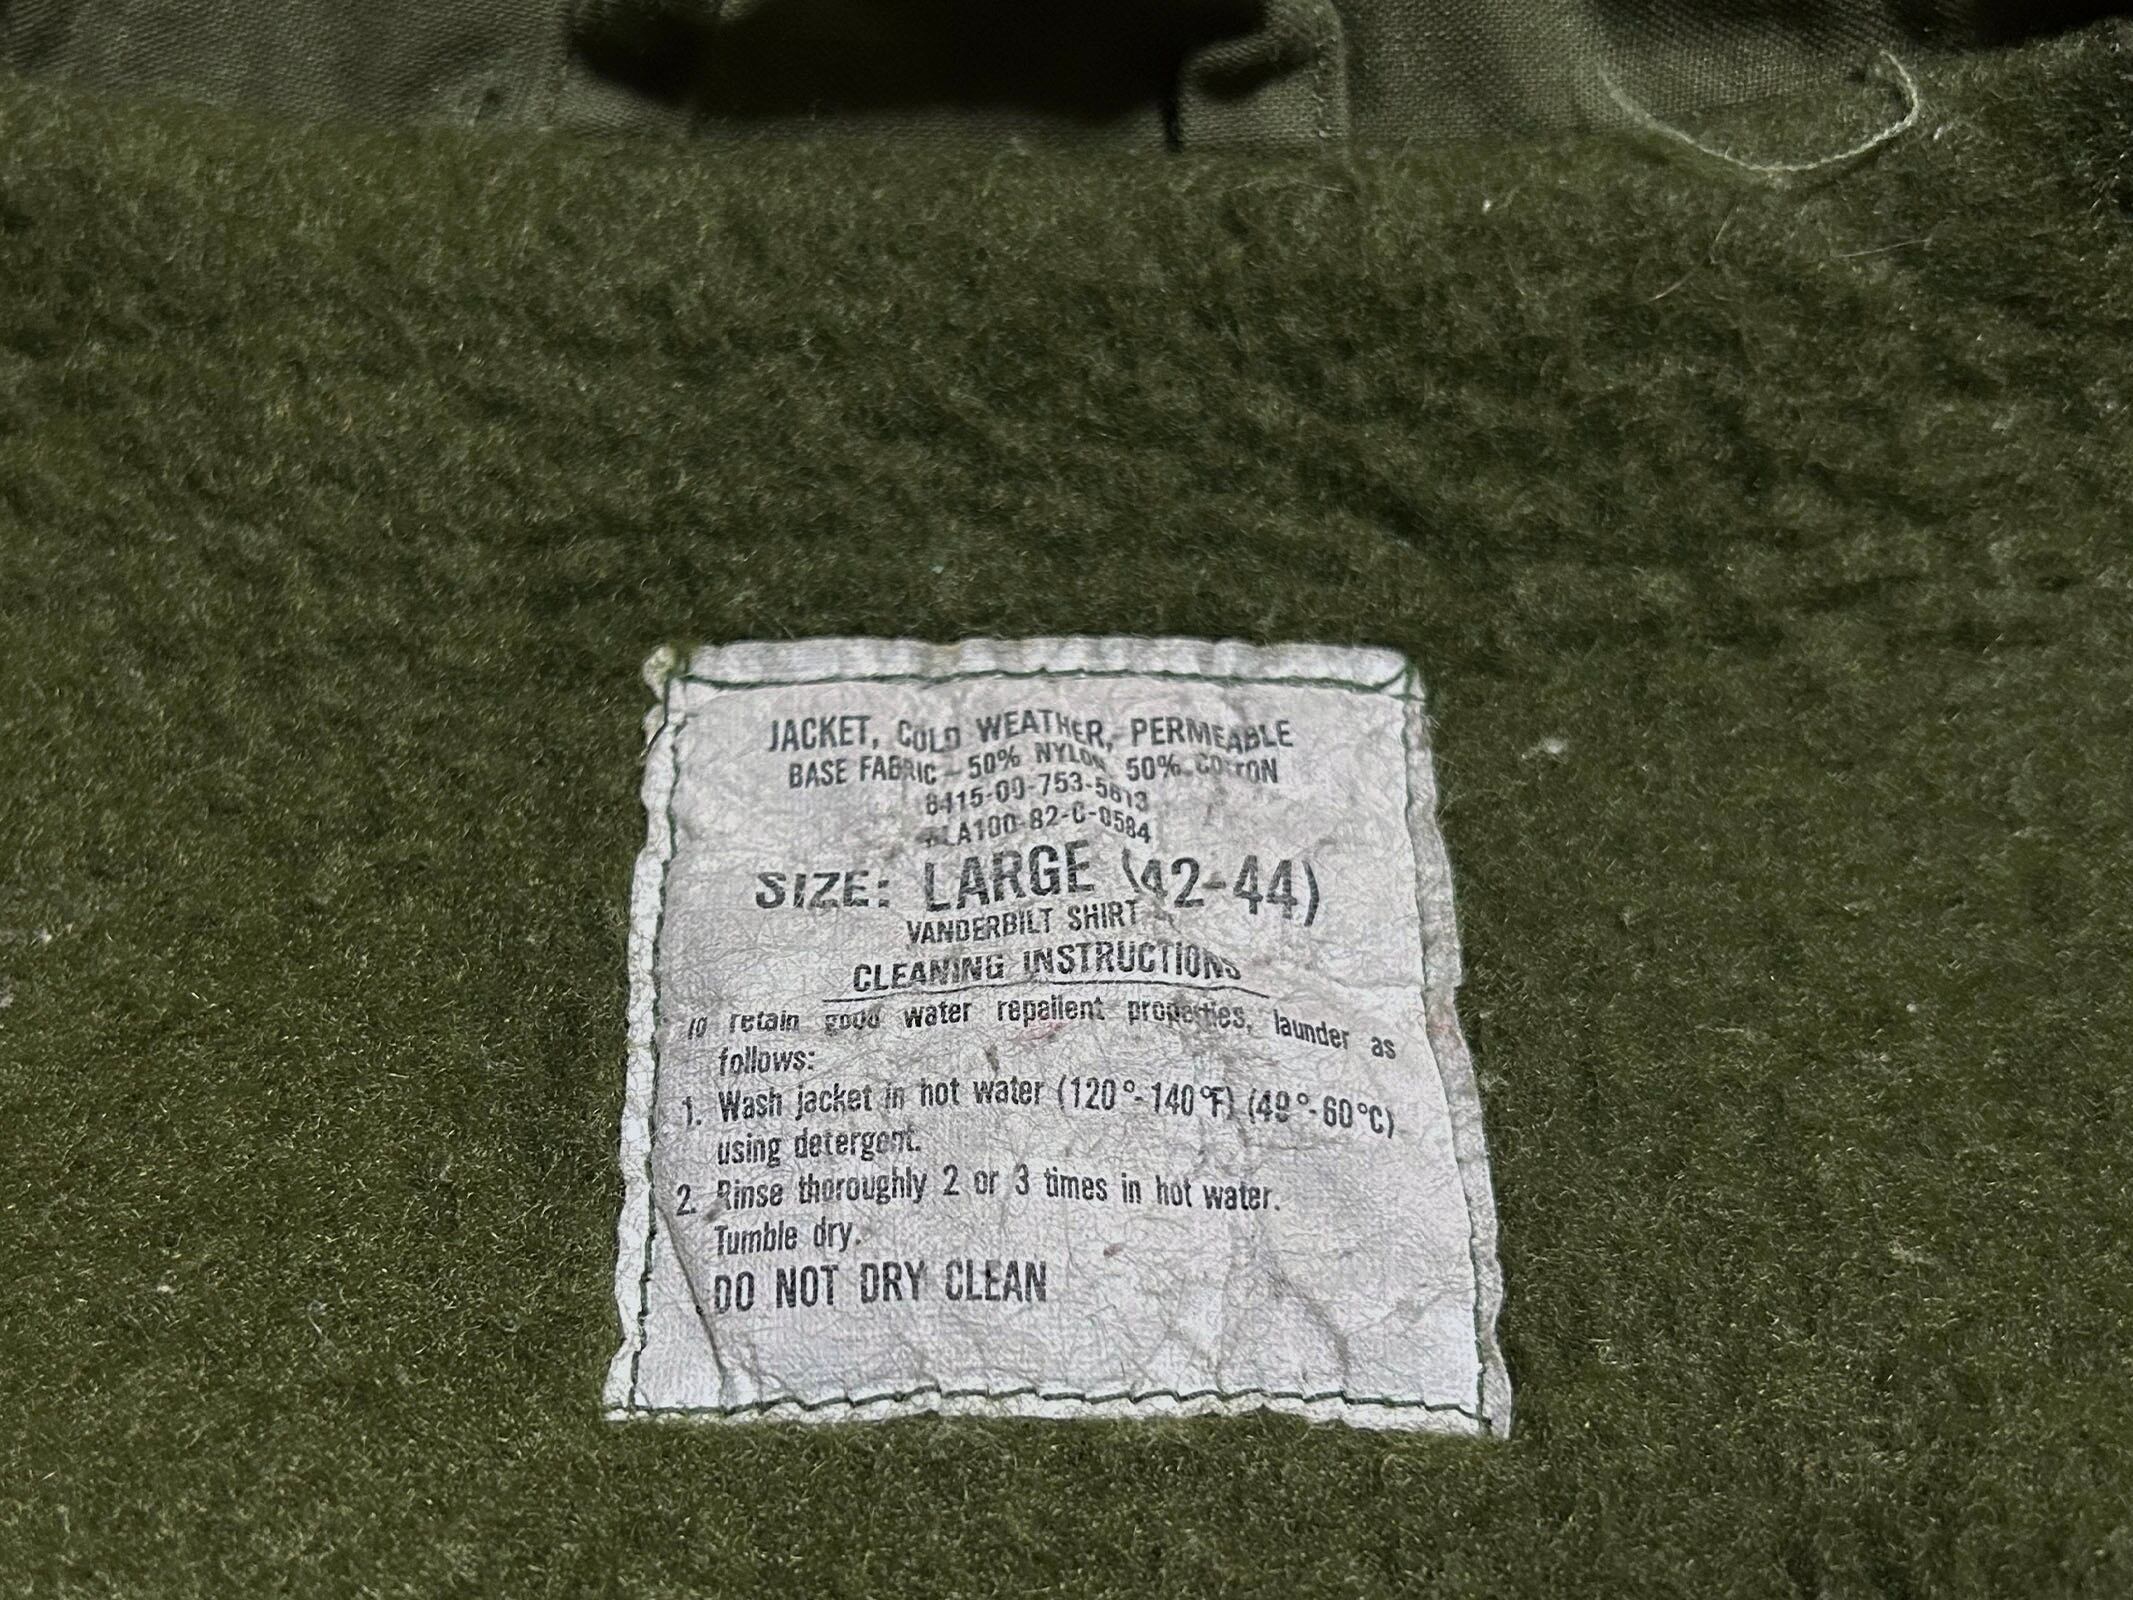 JACKET, COLD WEATHER, PERMEABLE
BASE FABRIC - 50% NYLON, 50% COTTON
8415-00-753-5613
DLA100-82-C-0584
SIZE: LARGE (42-44)
VANDERBILT SHIRT
CLEANING INSTRUCTIONS
To retain good water repellent properties, launder as
follows:
1. Wash jacket in hot water (120°-140°F) (49°-60°C)
using detergent.
2. Rinse thoroughly 2 or 3 times in hot water.
Tumble dry.
DO NOT DRY CLEAN